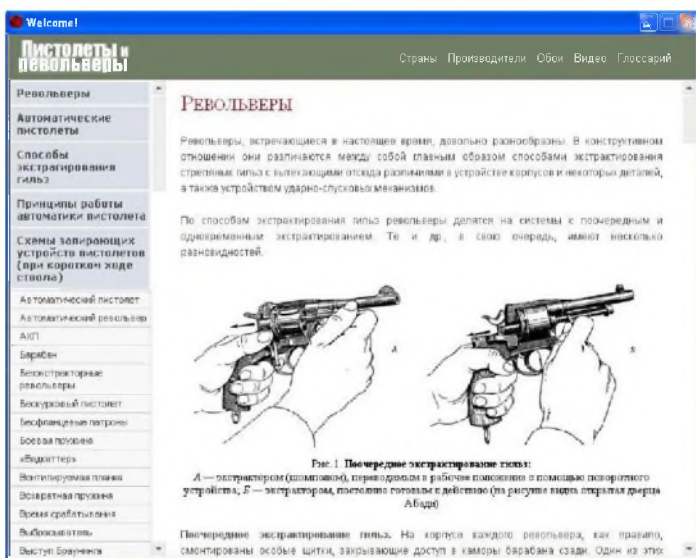 Welcome!
Пистолеты и
револьверы
Страны Производители Обои Видео Глоссарий
Револьверы
Автоматические
пистолеты
Способы
экстрагирования
гильз
Принципы работы
автоматики пистолета
Схемы запирающих
устройств пистолетов
(при коротком ходе
ствола)
Автоматический пистолет
Автоматический револьвер
АКП
Барабан
Безэкстракторные
револьверы
Бескурковый пистолет
Бесфланцевые патроны
Боевая пружина
«Вадкаттер»
Вентилируемая планка
Возвратная пружина
Время срабатывания
Выбрасыватель
Выступ Браунинга
Револьверы
Револьверы, встречающиеся в настоящее время, довольно разнообразны. В конструктивном
отношении они различаются между собой главным образом способами экстрактирования
стреляных гильз с вытекающими отсюда различиями в устройстве корпусов и некоторых деталей,
а также устройством ударно-спусковых механизмов.
По способам экстрактирования гильз револьверы делятся на системы с поочередным и
одновременным экстрактированием. Те и др., в свою очередь, имеют несколько
разновидностей.
А
Б
Рис. 1. Поочередное экстрактирование гильз:
А — экстрактором (шомполом), переводимым в рабочее положение с помощью поворотного
устройства; Б — экстрактором, постоянно готовым к действию (на рисунке видна открытая дверца
Абади)
Поочередное экстрактирование гильз. На корпусе каждого револьвера, как правило,
смонтированы особые щитки, закрывающие доступ в каморы барабана сзади. Один из этих